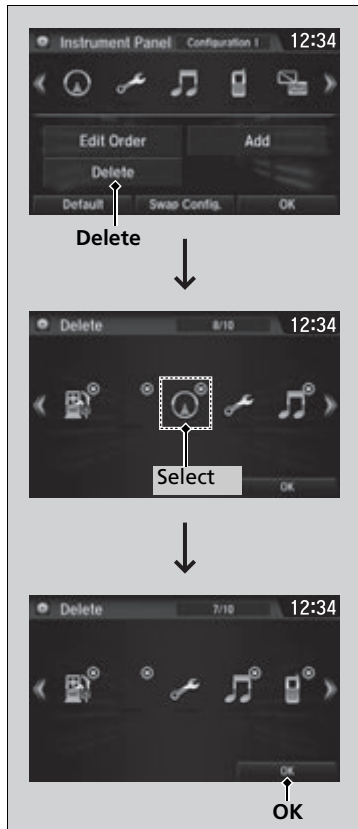 Instrument Panel Configuration 1 12:34
Edit Order Add
Delete
Default Swap Config. OK
Delete
Delete 8/10 12:34
Select
OK
Delete 7/10 12:34
OK
OK